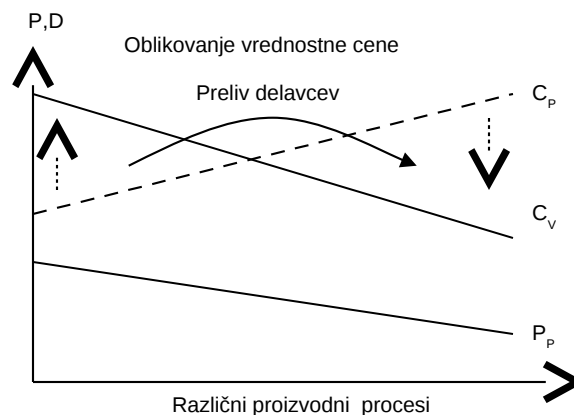 P,D
Oblikovanje vrednostne cene
Preliv delavcev
C_P
C_V
P_P
Različni proizvodni procesi